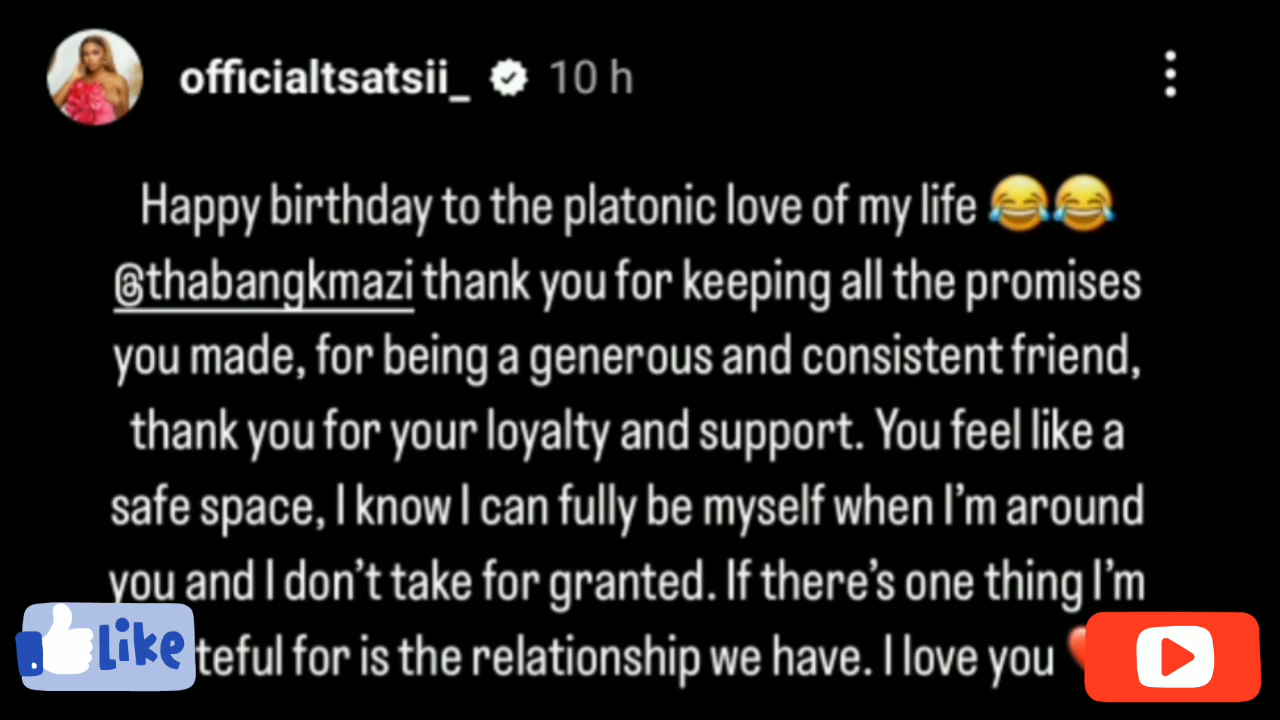 officialtsatsii_ 10 h
Happy birthday to the platonic love of my life 😂😂
@thabangkmazi thank you for keeping all the promises
you made, for being a generous and consistent friend,
thank you for your loyalty and support. You feel like a
safe space, I know I can fully be myself when I'm around
you and I don't take for granted. If there's one thing I'm
teful for is the relationship we have. I love you
Like